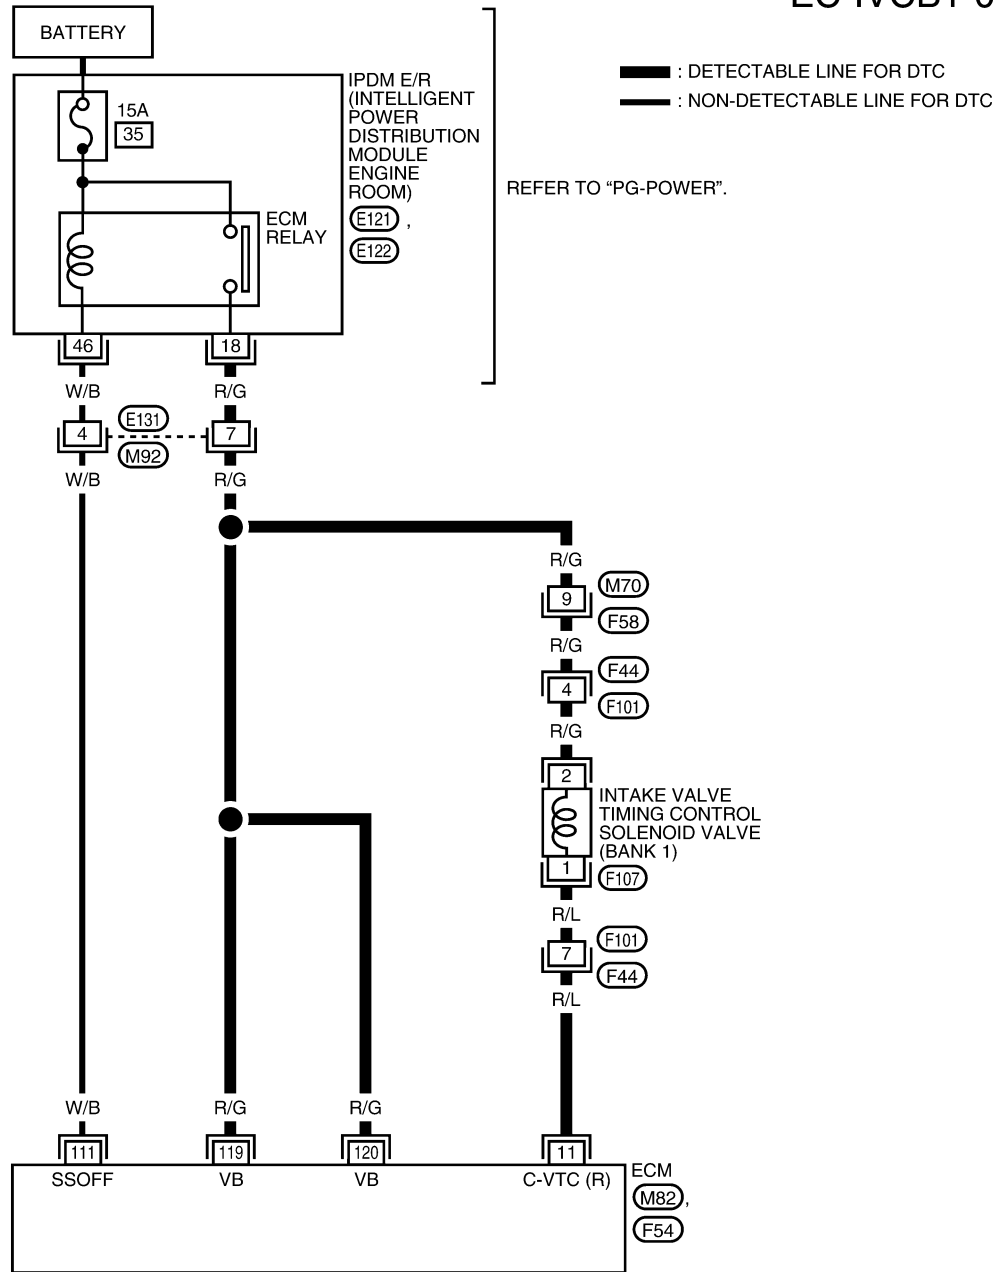 BATTERY
: DETECTABLE LINE FOR DTC
: NON-DETECTABLE LINE FOR DTC
15A
35
IPDM E/R
(INTELLIGENT
POWER
DISTRIBUTION
MODULE
ENGINE
ROOM)
E121 ,
E122
REFER TO “PG-POWER”.
ECM
RELAY
46
18
W/B
R/G
4
E131
M92
7
W/B
R/G
R/G
9
M70
F58
R/G
4
F44
F101
R/G
2
INTAKE VALVE
TIMING CONTROL
SOLENOID VALVE
(BANK 1)
1
F107
R/L
7
F101
F44
R/L
W/B
R/G
R/G
111
119
120
11
SSOFF
VB
VB
C-VTC (R)
ECM
M82 ,
F54